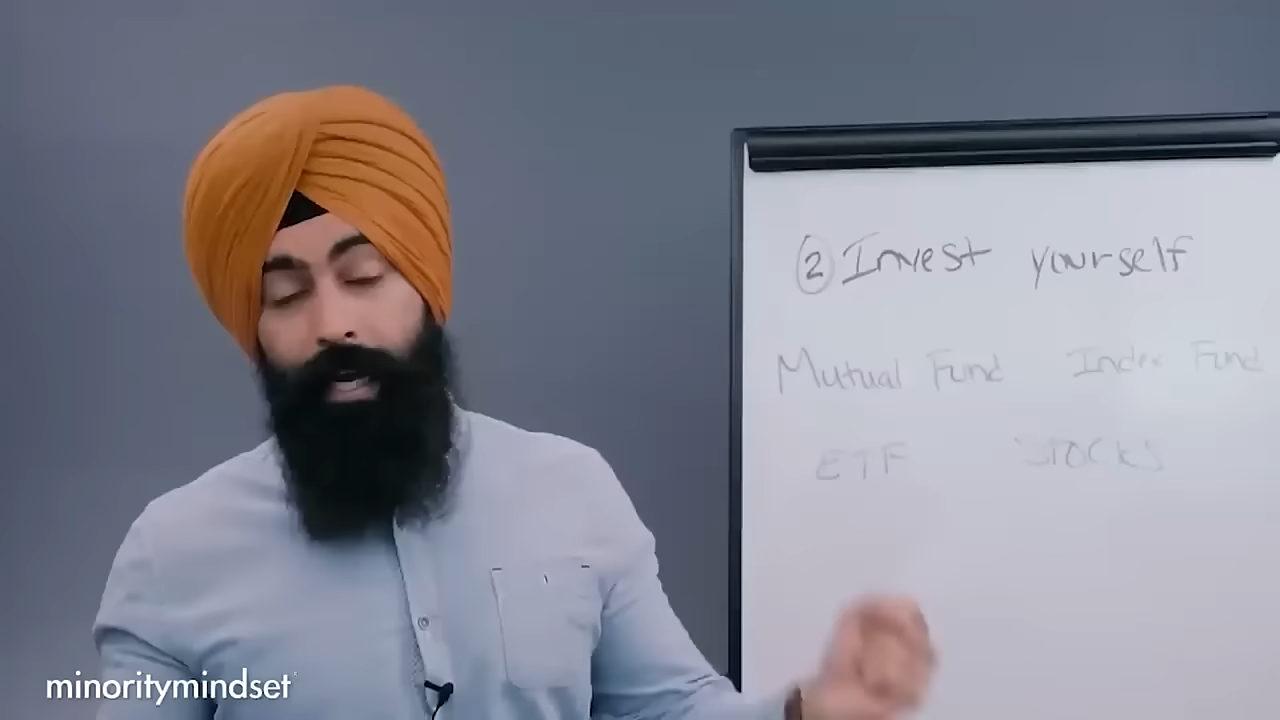 ② Invest yourself
Mutual Fund Index Fund
ETF STOCKS
minoritymindset